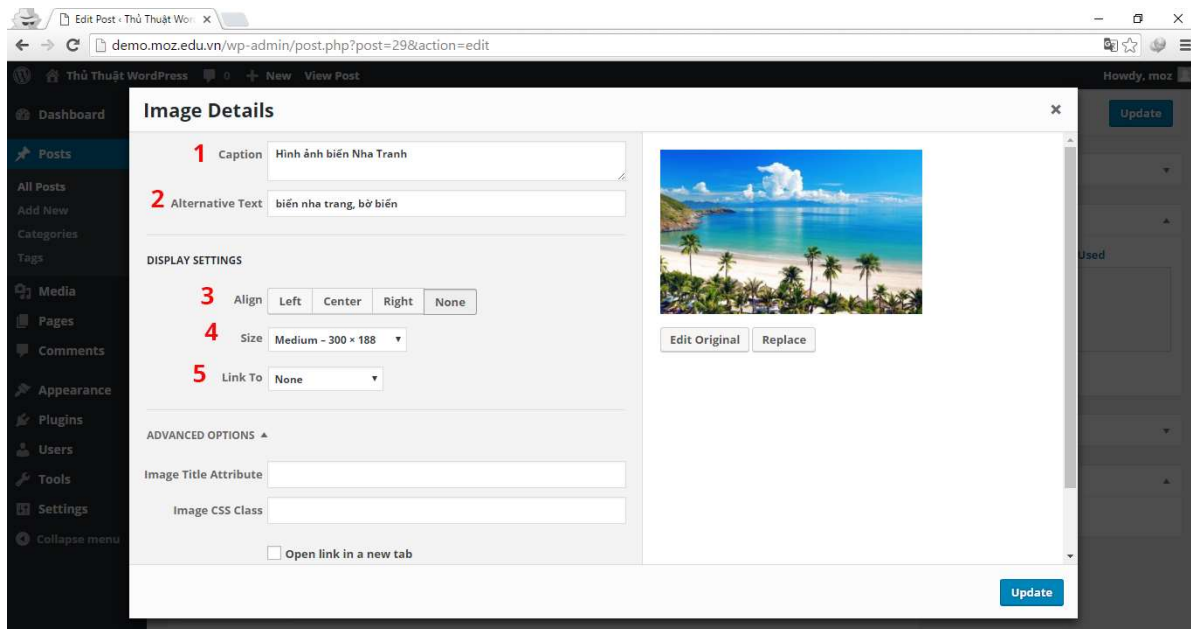 Edit Post ‹ Thủ Thuật Wor
demo.moz.edu.vn/wp-admin/post.php?post=29&action=edit
Thủ Thuật WordPress 0 New View Post Howdy, moz
Dashboard
Posts
All Posts
Add New
Categories
Tags
Media
Pages
Comments
Appearance
Plugins
Users
Tools
Settings
Collapse menu
Image Details
Update
1 Caption Hình ảnh biển Nha Tranh
2 Alternative Text biển nha trang, bờ biển
DISPLAY SETTINGS
3 Align Left Center Right None
4 Size Medium – 300 × 188
5 Link To None
ADVANCED OPTIONS
Image Title Attribute
Image CSS Class
Open link in a new tab
Edit Original Replace
Used
Update